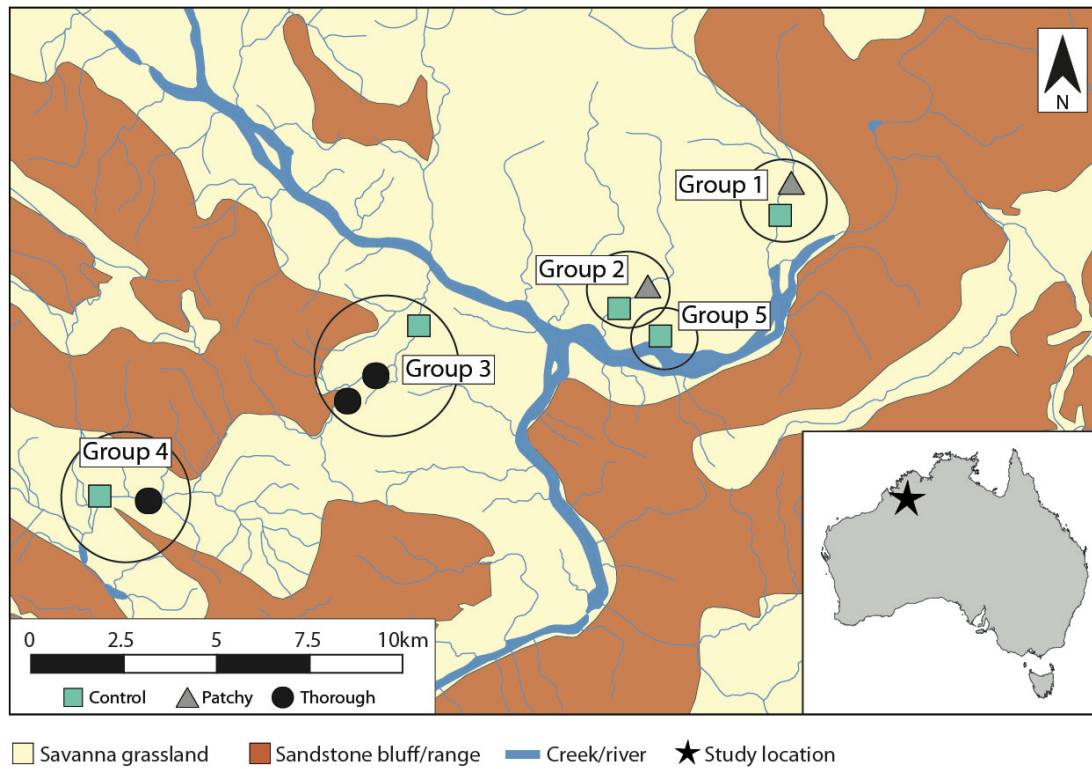 N
Group 1
Group 2
Group 5
Group 3
Group 4
0 2.5 5 7.5 10km
Control Patchy Thorough
Savanna grassland Sandstone bluff/range Creek/river Study location